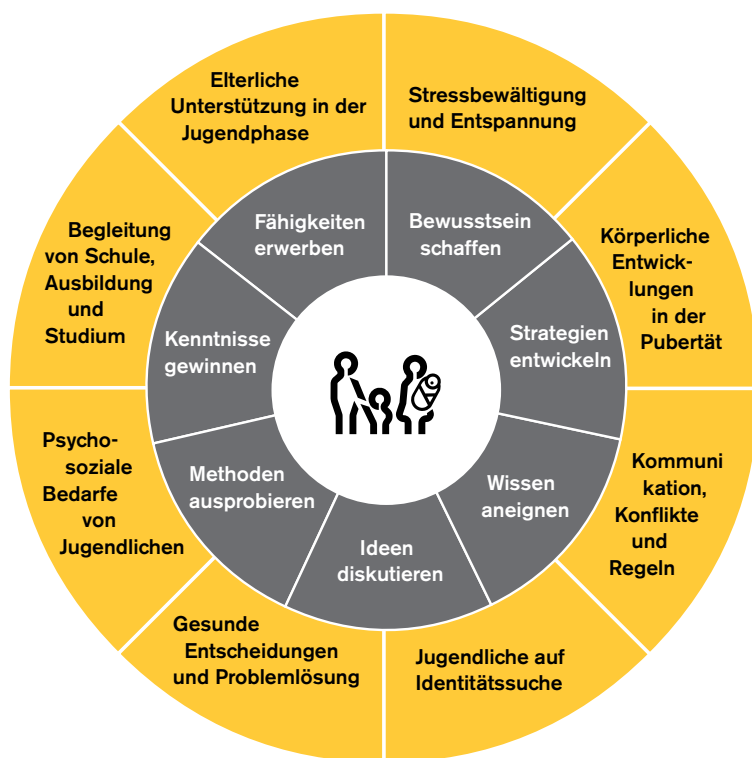 Elterliche
Unterstützung in der
Jugendphase
Stressbewältigung
und Entspannung
Körperliche
Entwick-
lungen
in der
Pubertät
Kommuni
kation,
Konflikte
und
Regeln
Jugendliche auf
Identitätssuche
Gesunde
Entscheidungen
und Problemlösung
Psycho-
soziale
Bedarfe
von
Jugendlichen
Begleitung
von Schule,
Ausbildung
und
Studium
Fähigkeiten
erwerben
Bewusstsein
schaffen
Strategien
entwickeln
Wissen
aneignen
Ideen
diskutieren
Methoden
ausprobieren
Kenntnisse
gewinnen